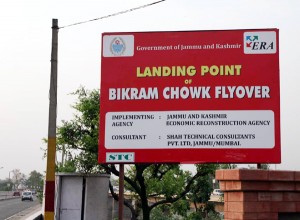 Government of Jammu and Kashmir
ERA
LANDING POINT
OF
BIKRAM CHOWK FLYOVER
IMPLEMENTING : JAMMU AND KASHMIR
AGENCY ECONOMIC RECONSTRUCTION AGENCY
CONSULTANT : SHAH TECHNICAL CONSULTANTS
PVT. LTD, JAMMU/MUMBAI.
STC